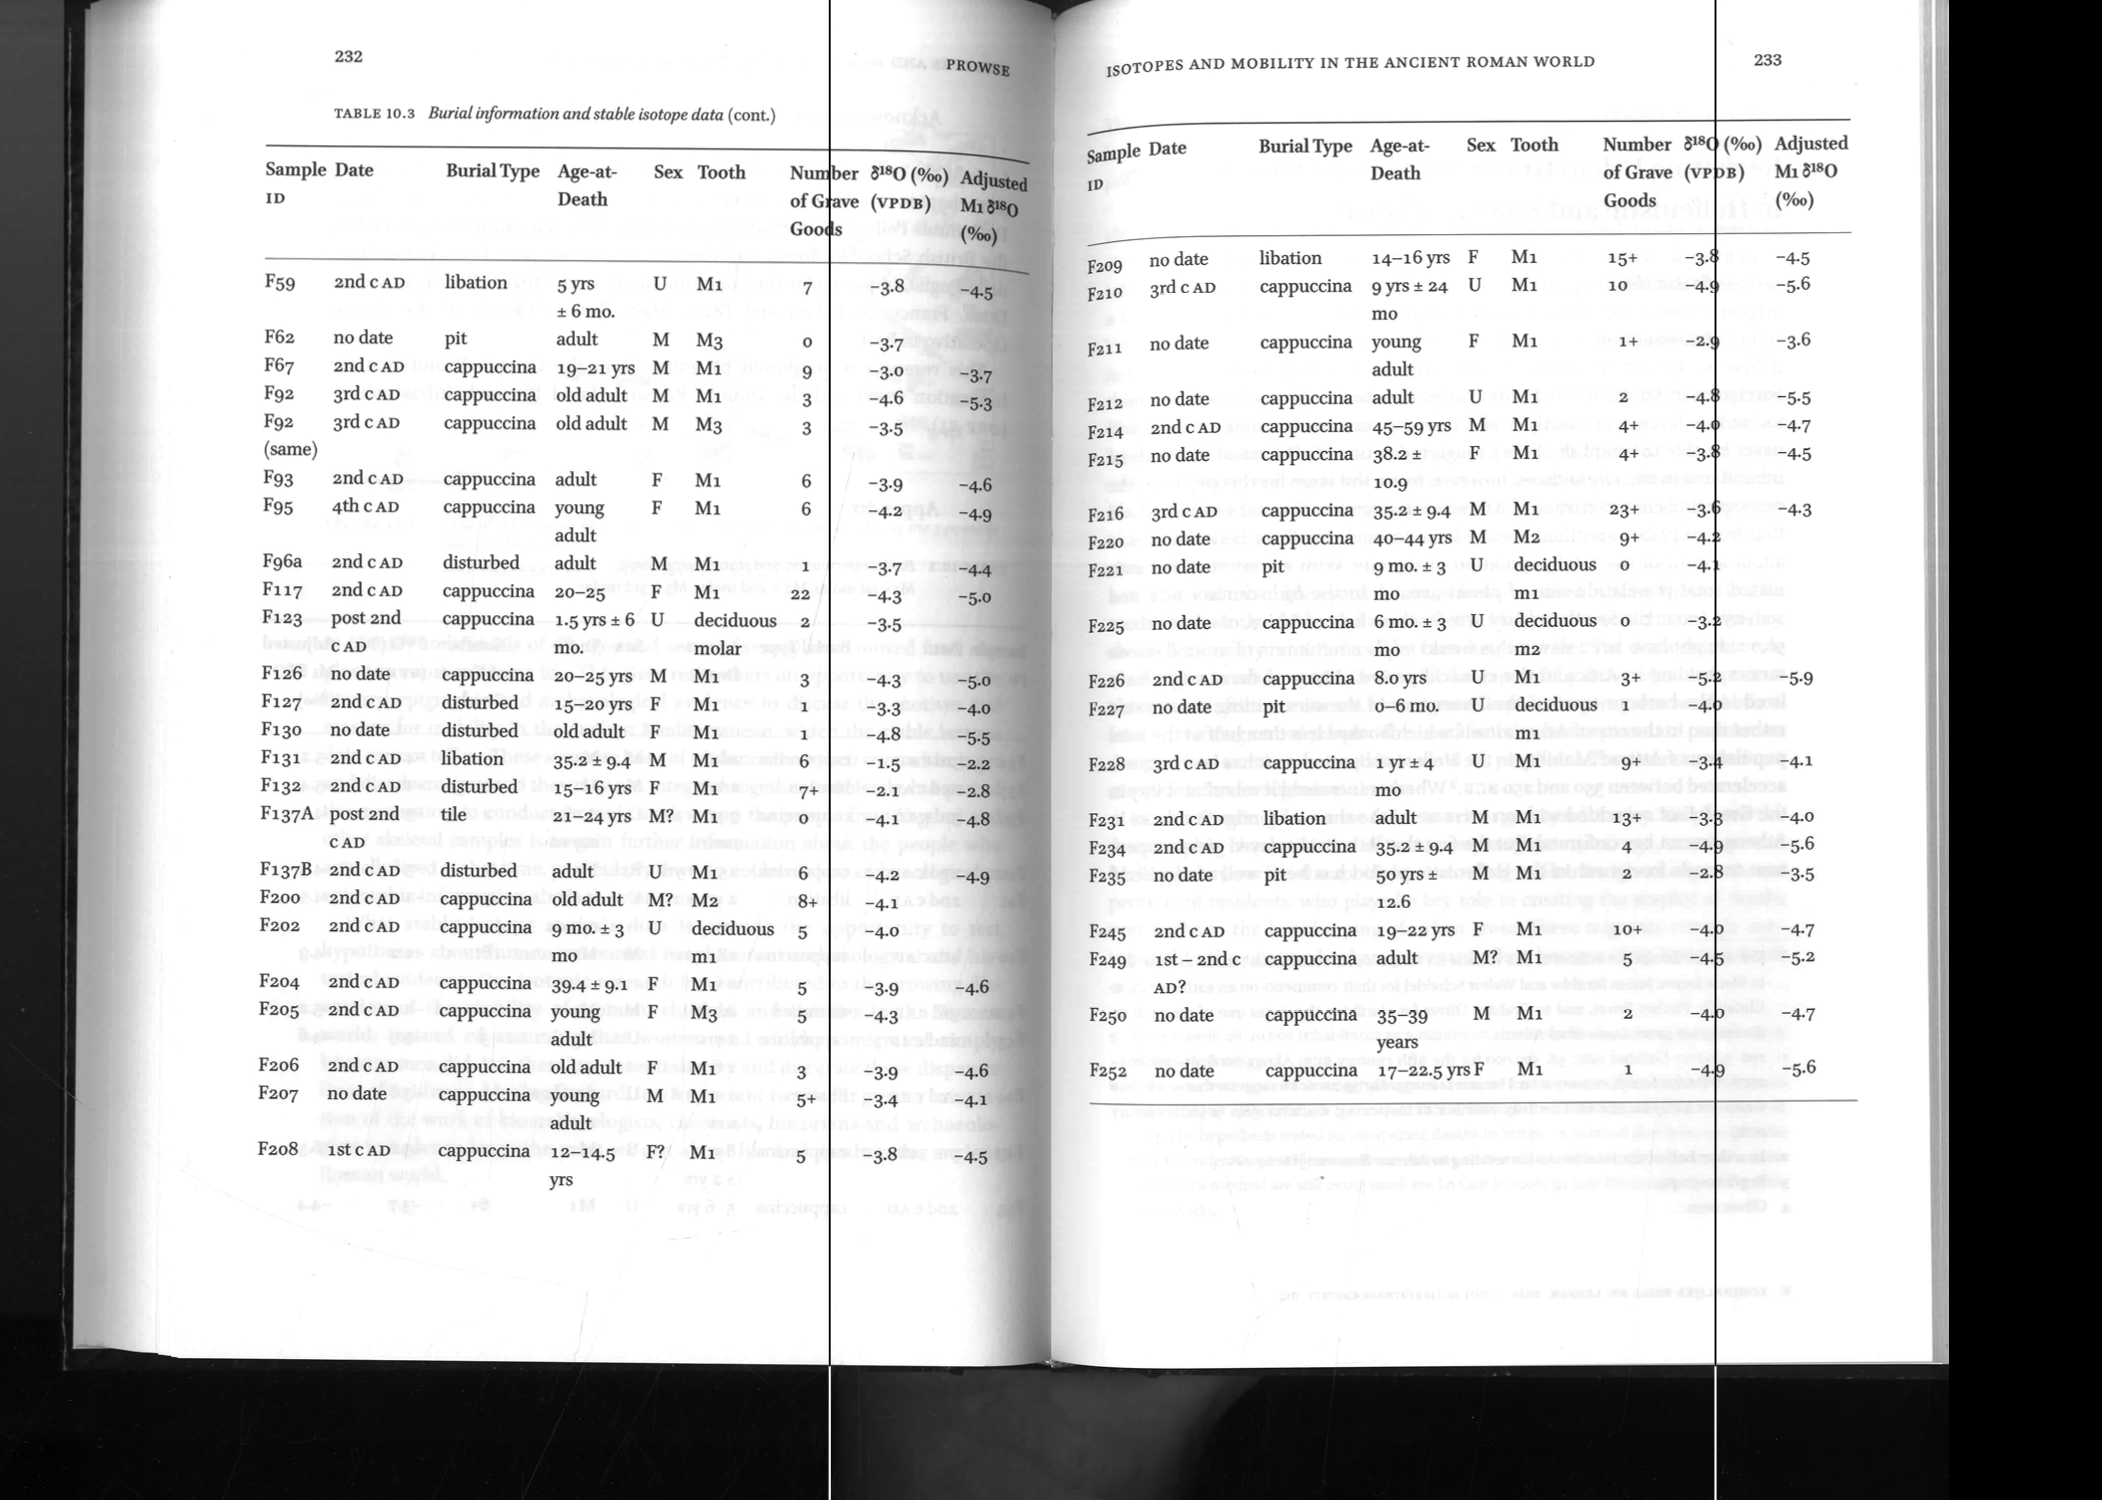 232
PROWSE
TABLE 10.3 Burial information and stable isotope data (cont.)
Sample Date Burial Type Age-at- Sex Tooth Number δ¹⁸O (‰) Adjusted
ID Death of Grave (VPDB) M1 δ¹⁸O
Goods (‰)
F59 2nd c AD libation 5 yrs U M1 7 −3.8 −4.5
± 6 mo.
F62 no date pit adult M M3 0 −3.7
F67 2nd c AD cappuccina 19–21 yrs M M1 9 −3.0 −3.7
F92 3rd c AD cappuccina old adult M M1 3 −4.6 −5.3
F92 3rd c AD cappuccina old adult M M3 3 −3.5
(same)
F93 2nd c AD cappuccina adult F M1 6 −3.9 −4.6
F95 4th c AD cappuccina young F M1 6 −4.2 −4.9
adult
F96a 2nd c AD disturbed adult M M1 1 −3.7 −4.4
F117 2nd c AD cappuccina 20–25 F M1 22 −4.3 −5.0
F123 post 2nd cappuccina 1.5 yrs ± 6 U deciduous 2 −3.5
c AD mo. molar
F126 no date cappuccina 20–25 yrs M M1 3 −4.3 −5.0
F127 2nd c AD disturbed 15–20 yrs F M1 1 −3.3 −4.0
F130 no date disturbed old adult F M1 1 −4.8 −5.5
F131 2nd c AD libation 35.2 ± 9.4 M M1 6 −1.5 −2.2
F132 2nd c AD disturbed 15–16 yrs F M1 7+ −2.1 −2.8
F137A post 2nd tile 21–24 yrs M? M1 0 −4.1 −4.8
c AD
F137B 2nd c AD disturbed adult U M1 6 −4.2 −4.9
F200 2nd c AD cappuccina old adult M? M2 8+ −4.1
F202 2nd c AD cappuccina 9 mo. ± 3 U deciduous 5 −4.0
mo m1
F204 2nd c AD cappuccina 39.4 ± 9.1 F M1 5 −3.9 −4.6
F205 2nd c AD cappuccina young F M3 5 −4.3
adult
F206 2nd c AD cappuccina old adult F M1 3 −3.9 −4.6
F207 no date cappuccina young M M1 5+ −3.4 −4.1
adult
F208 1st c AD cappuccina 12–14.5 F? M1 5 −3.8 −4.5
yrs
ISOTOPES AND MOBILITY IN THE ANCIENT ROMAN WORLD
233
Sample Date Burial Type Age-at- Sex Tooth Number δ¹⁸O (‰) Adjusted
ID Death of Grave (VPDB) M1 δ¹⁸O
Goods (‰)
F209 no date libation 14–16 yrs F M1 15+ −3.8 −4.5
F210 3rd c AD cappuccina 9 yrs ± 24 U M1 10 −4.9 −5.6
mo
F211 no date cappuccina young F M1 1+ −2.9 −3.6
adult
F212 no date cappuccina adult U M1 2 −4.8 −5.5
F214 2nd c AD cappuccina 45–59 yrs M M1 4+ −4.0 −4.7
F215 no date cappuccina 38.2 ± F M1 4+ −3.8 −4.5
10.9
F216 3rd c AD cappuccina 35.2 ± 9.4 M M1 23+ −3.6 −4.3
F220 no date cappuccina 40–44 yrs M M2 9+ −4.2
F221 no date pit 9 mo. ± 3 U deciduous 0 −4.1
mo m1
F225 no date cappuccina 6 mo. ± 3 U deciduous 1 −3.2
mo m2
F226 2nd c AD cappuccina 8.0 yrs U M1 3+ −5.2 −5.9
F227 no date pit 0–6 mo. U deciduous 1 −4.0
m1
F228 3rd c AD cappuccina 1 yr ± 4 U M1 9+ −3.4 −4.1
mo
F231 2nd c AD libation adult M M1 13+ −3.3 −4.0
F234 2nd c AD cappuccina 35.2 ± 9.4 M M1 4 −4.9 −5.6
F235 no date pit 50 yrs ± M M1 2 −2.8 −3.5
12.6
F245 2nd c AD cappuccina 19–22 yrs F M1 10+ −4.0 −4.7
F249 1st – 2nd c cappuccina adult M? M1 5 −4.5 −5.2
AD?
F250 no date cappuccina 35–39 M M1 2 −4.0 −4.7
years
F252 no date cappuccina 17–22.5 yrs F M1 1 −4.9 −5.6